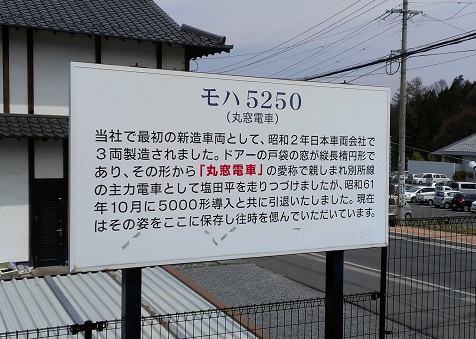 モハ5250
(丸窓電車)
当社で最初の新造車両として、昭和２年日本車両会社で
３両製造されました。ドアーの戸袋の窓が縦長楕円形で
あり、その形から「丸窓電車」の愛称で親しまれ別所線
の主力電車として塩田平を走りつづけましたが、昭和61
年10月に5000形導入と共に引退いたしました。現在
はその姿をここに保存し往時を偲んでいただいています。